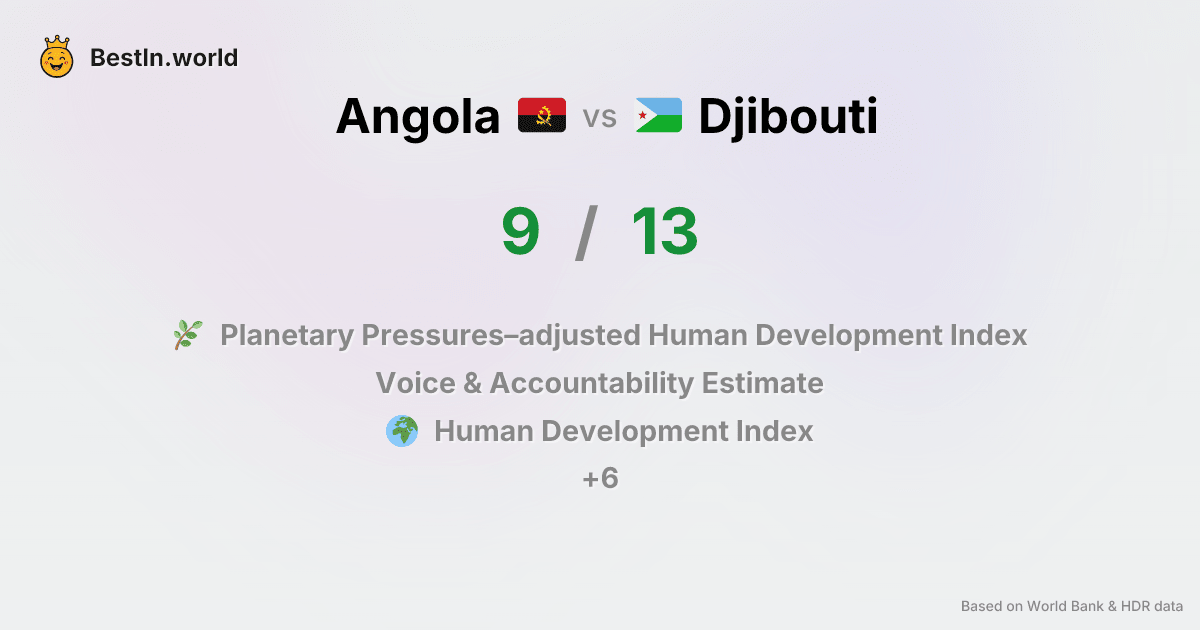 BestIn.world
Angola vs Djibouti
9 / 13
Planetary Pressures–adjusted Human Development Index
Voice & Accountability Estimate
Human Development Index
+6
Based on World Bank & HDR data